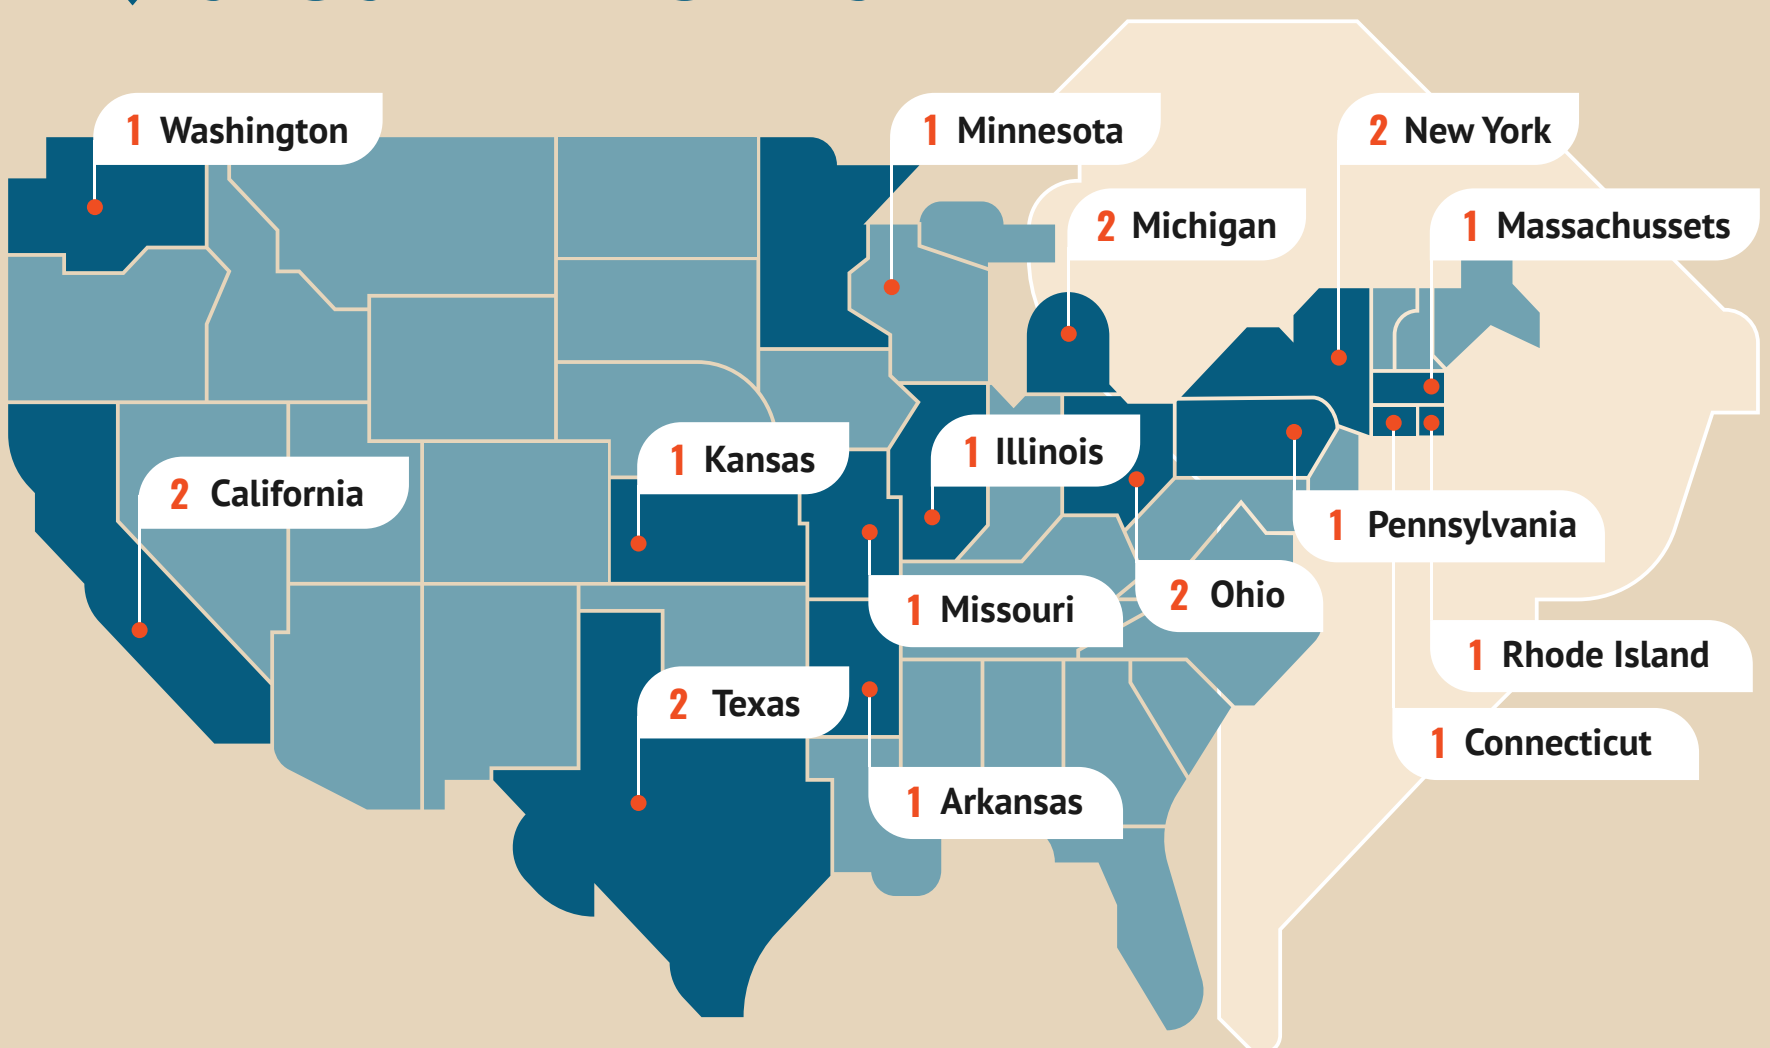 1 Washington
1 Minnesota
2 New York
2 Michigan
1 Massachussets
1 Kansas
1 Illinois
2 California
1 Pennsylvania
2 Ohio
1 Missouri
1 Rhode Island
2 Texas
1 Connecticut
1 Arkansas